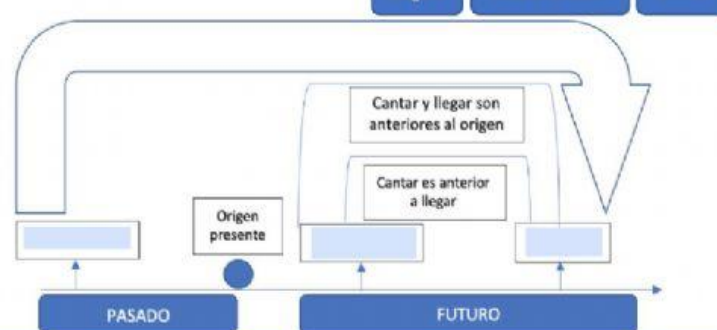 Cantar y llegar son
anteriores al origen
Cantar es anterior
a llegar
Origen
presente
PASADO
FUTURO